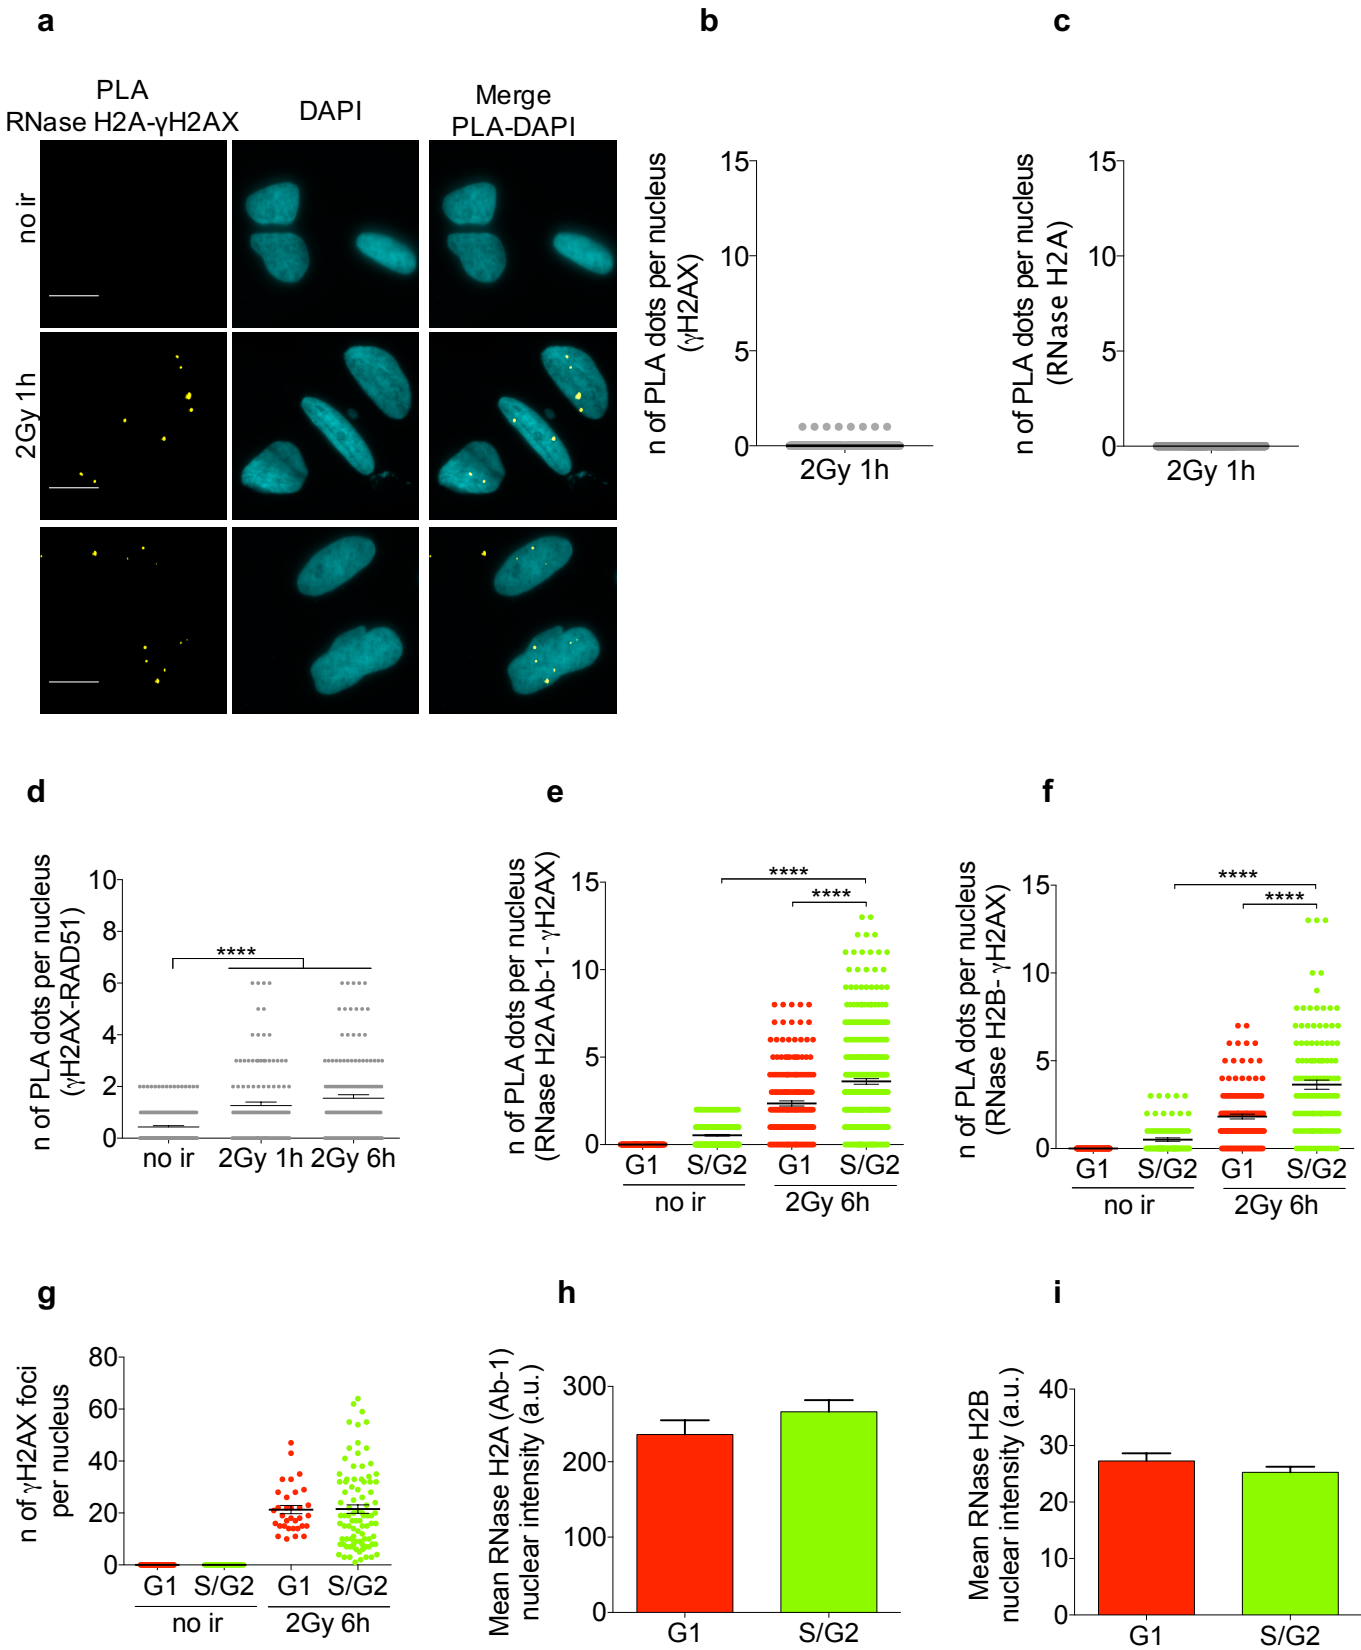 a
PLA
RNase H2A-γH2AX
DAPI
Merge
PLA-DAPI
no ir
2Gy 1h
b
n of PLA dots per nucleus
(γH2AX)
15
10
5
0
2Gy 1h
c
n of PLA dots per nucleus
(RNase H2A)
15
10
5
0
2Gy 1h
d
n of PLA dots per nucleus
(γH2AX-RAD51)
10
8
6
4
2
0
****
no ir 2Gy 1h 2Gy 6h
e
n of PLA dots per nucleus
(RNase H2A Ab-1- γH2AX)
15
10
5
0
****
****
G1 S/G2 G1 S/G2
no ir 2Gy 6h
f
n of PLA dots per nucleus
(RNase H2B- γH2AX)
15
10
5
0
****
****
G1 S/G2 G1 S/G2
no ir 2Gy 6h
g
n of γH2AX foci
per nucleus
80
60
40
20
0
G1 S/G2 G1 S/G2
no ir 2Gy 6h
h
Mean RNase H2A (Ab-1)
nuclear intensity (a.u.)
300
200
100
0
G1 S/G2
i
Mean RNase H2B
nuclear intensity (a.u.)
40
30
20
10
0
G1 S/G2